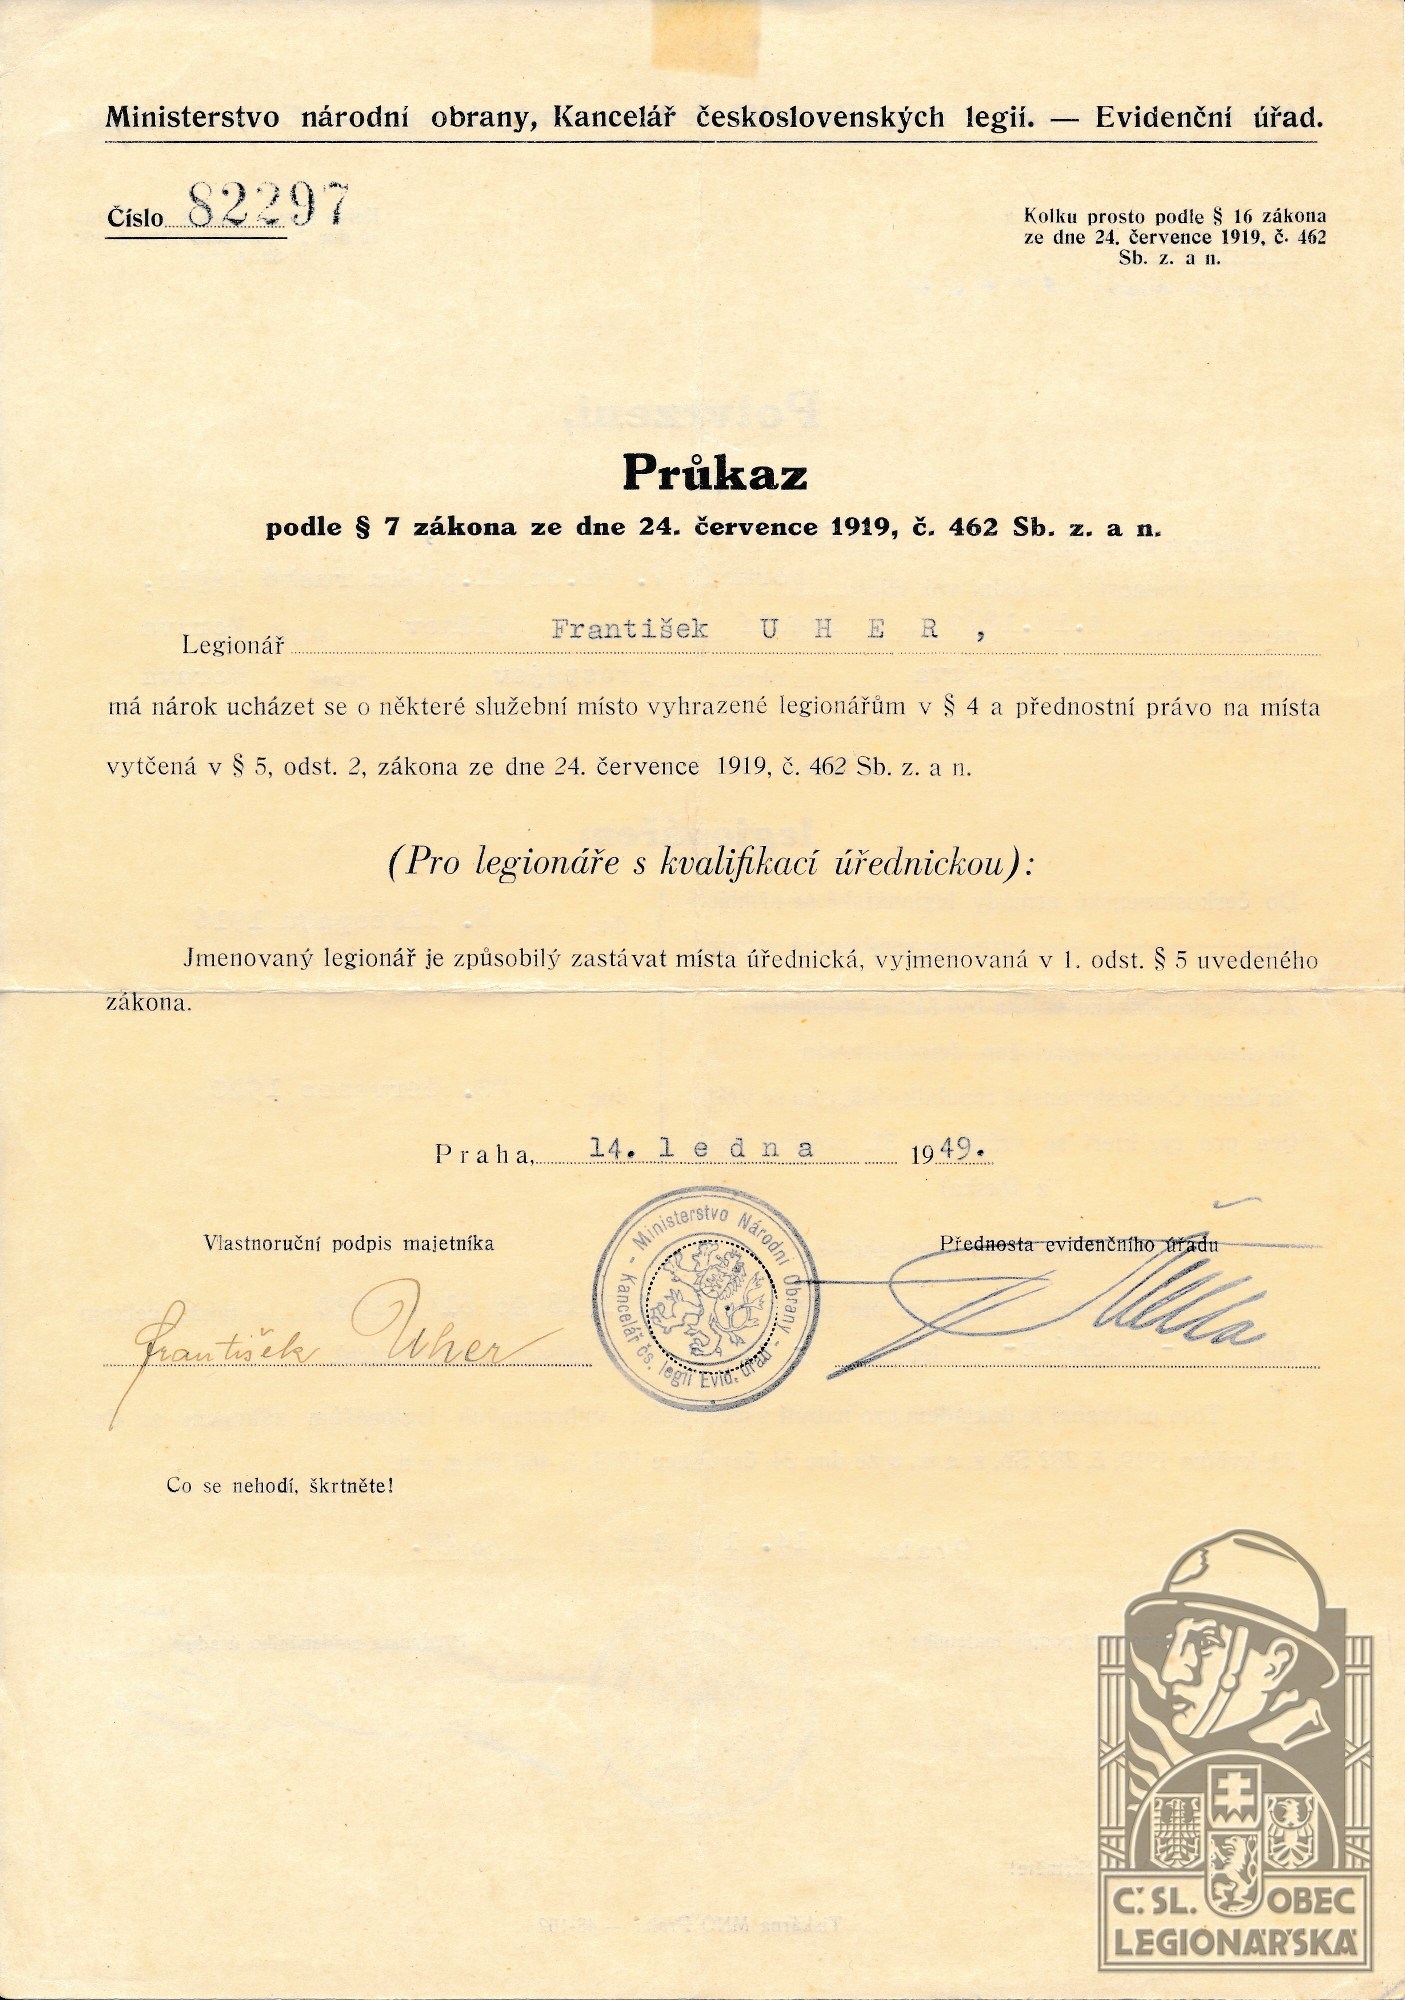 Ministerstvo národní obrany, Kancelář československých legií. — Evidenční úřad.
Číslo 82297
Kolku prosto podle § 16 zákona
ze dne 24. července 1919, č. 462
Sb. z. a n.
Průkaz
podle § 7 zákona ze dne 24. července 1919, č. 462 Sb. z. a n.
Legionář František UHER,
má nárok ucházet se o některé služební místo vyhrazené legionářům v § 4 a přednostní právo na místa
vytčená v § 5, odst. 2, zákona ze dne 24. července 1919, č. 462 Sb. z. a n.
(Pro legionáře s kvalifikací úřednickou):
Jmenovaný legionář je způsobilý zastávat místa úřednická, vyjmenovaná v 1. odst. § 5 uvedeného
zákona.
Praha, 14. ledna 1949.
Vlastnoruční podpis majetníka
Přednosta evidenčního úřadu
František Uher
Ministerstvo Národní Obrany -
Kancelář čs. legií Evid. úřad -
Co se nehodí, škrtněte!
Č.SL. OBEC
LEGIONÁŘSKÁ